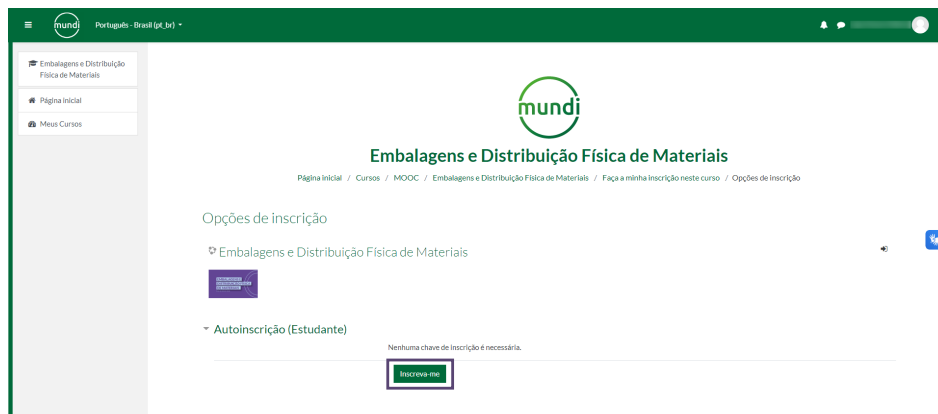 mundi
Português - Brasil (pt_br)
Embalagens e Distribuição
Física de Materiais
Página inicial
Meus Cursos
mundi
Embalagens e Distribuição Física de Materiais
Página inicial / Cursos / MOOC / Embalagens e Distribuição Física de Materiais / Faça a minha inscrição neste curso / Opções de inscrição
Opções de inscrição
Embalagens e Distribuição Física de Materiais
Autoinscrição (Estudante)
Nenhuma chave de inscrição é necessária.
Inscreva-me